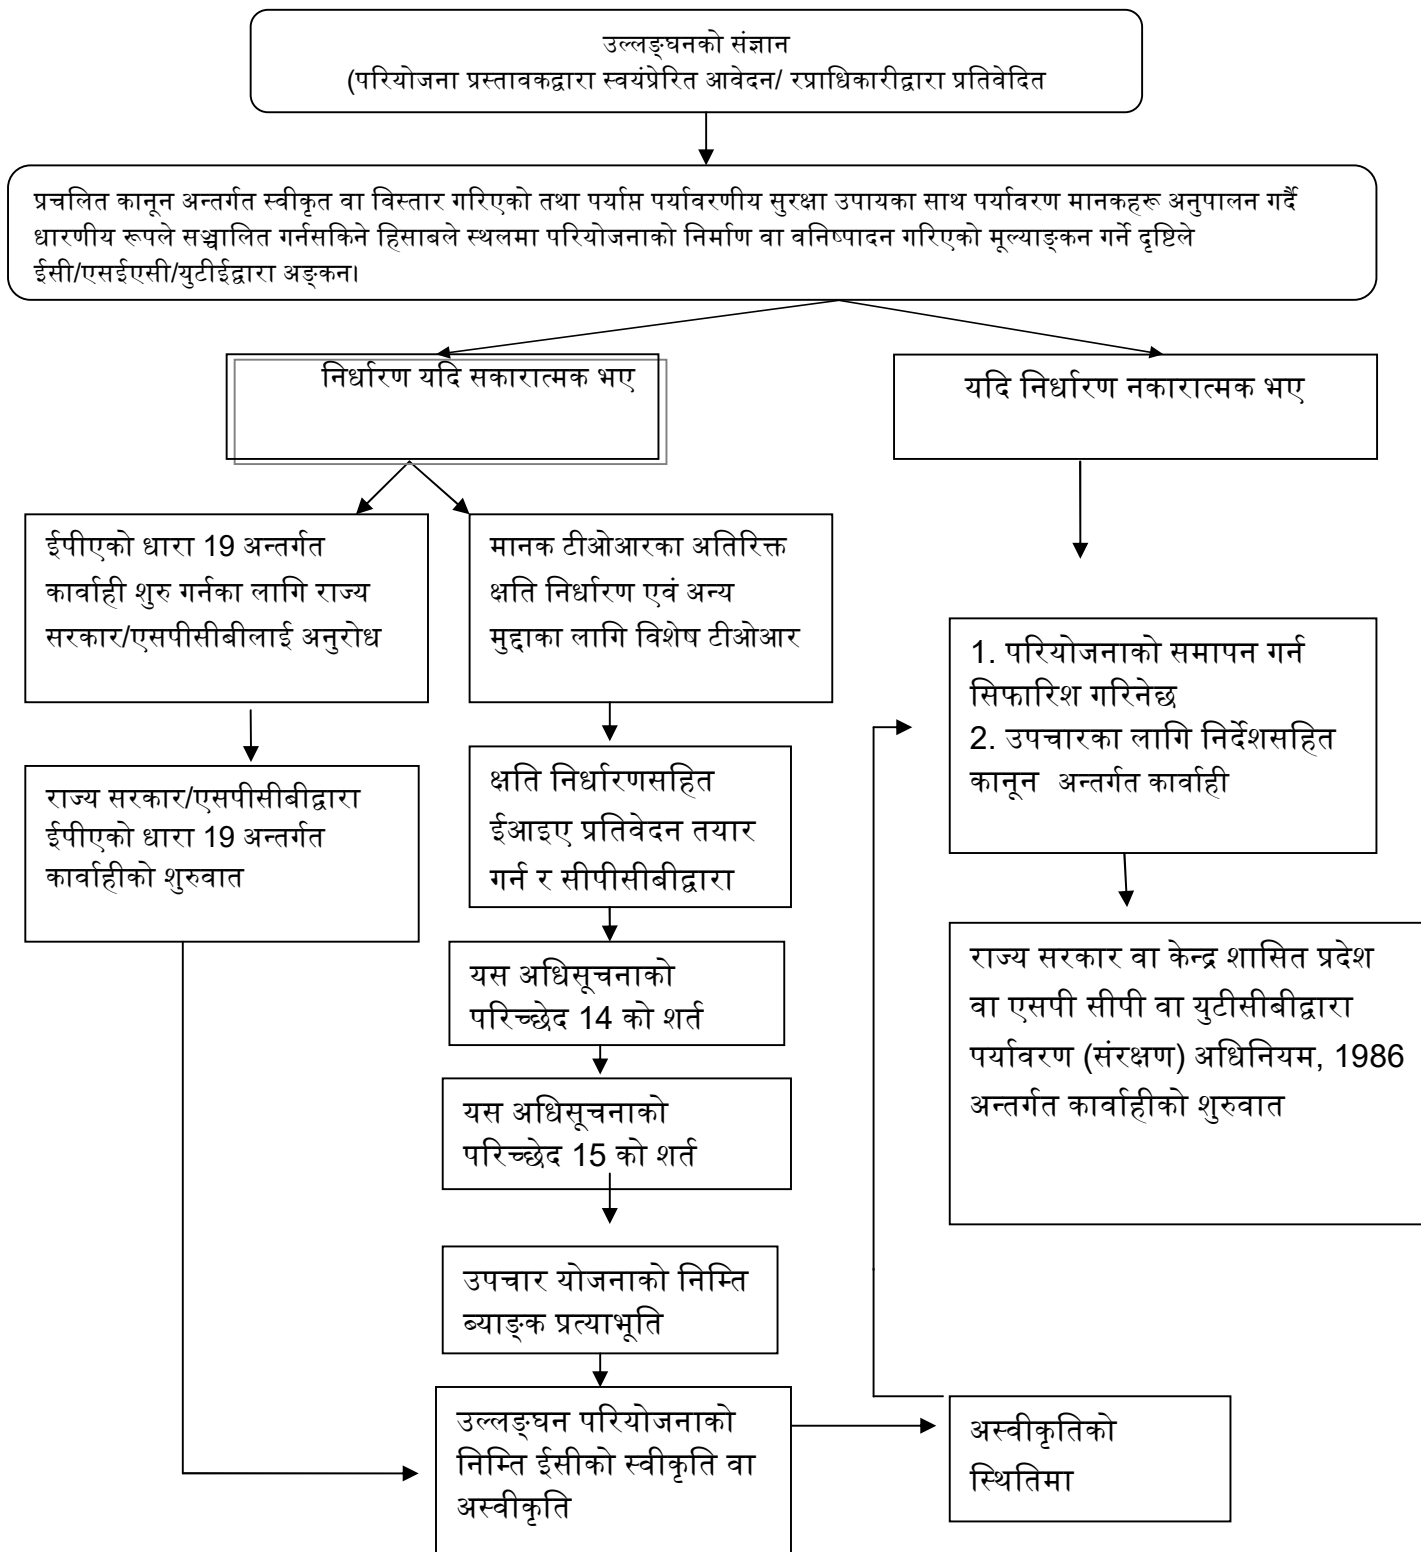 उल्लङ्घनको संज्ञान
(परियोजना प्रस्तावकद्वारा स्वयंप्रेरित आवेदन/ रप्राधिकारीद्वारा प्रतिवेदित
प्रचलित कानून अन्तर्गत स्वीकृत वा विस्तार गरिएको तथा पर्याप्त पर्यावरणीय सुरक्षा उपायका साथ पर्यावरण मानकहरू अनुपालन गर्दै
धारणीय रूपले सञ्चालित गर्नसकिने हिसाबले स्थलमा परियोजनाको निर्माण वा वनिष्पादन गरिएको मूल्याङ्कन गर्ने दृष्टिले
ईसी/एसईएसी/युटीईद्वारा अङ्कन।
निर्धारण यदि सकारात्मक भए
यदि निर्धारण नकारात्मक भए
ईपीएको धारा 19 अन्तर्गत
कार्वाही शुरु गर्नका लागि राज्य
सरकार/एसपीसीबीलाई अनुरोध
मानक टीओआरका अतिरिक्त
क्षति निर्धारण एवं अन्य
मुद्दाका लागि विशेष टीओआर
1. परियोजनाको समापन गर्न
सिफारिश गरिनेछ
2. उपचारका लागि निर्देशसहित
कानून अन्तर्गत कार्वाही
राज्य सरकार/एसपीसीबीद्वारा
ईपीएको धारा 19 अन्तर्गत
कार्वाहीको शुरुवात
क्षति निर्धारणसहित
ईआइए प्रतिवेदन तयार
गर्न र सीपीसीबीद्वारा
यस अधिसूचनाको
परिच्छेद 14 को शर्त
राज्य सरकार वा केन्द्र शासित प्रदेश
वा एसपी सीपी वा युटीसीबीद्वारा
पर्यावरण (संरक्षण) अधिनियम, 1986
अन्तर्गत कार्वाहीको शुरुवात
यस अधिसूचनाको
परिच्छेद 15 को शर्त
उपचार योजनाको निम्ति
ब्याङ्क प्रत्याभूति
उल्लङ्घन परियोजनाको
निम्ति ईसीको स्वीकृति वा
अस्वीकृति
अस्वीकृतिको
स्थितिमा